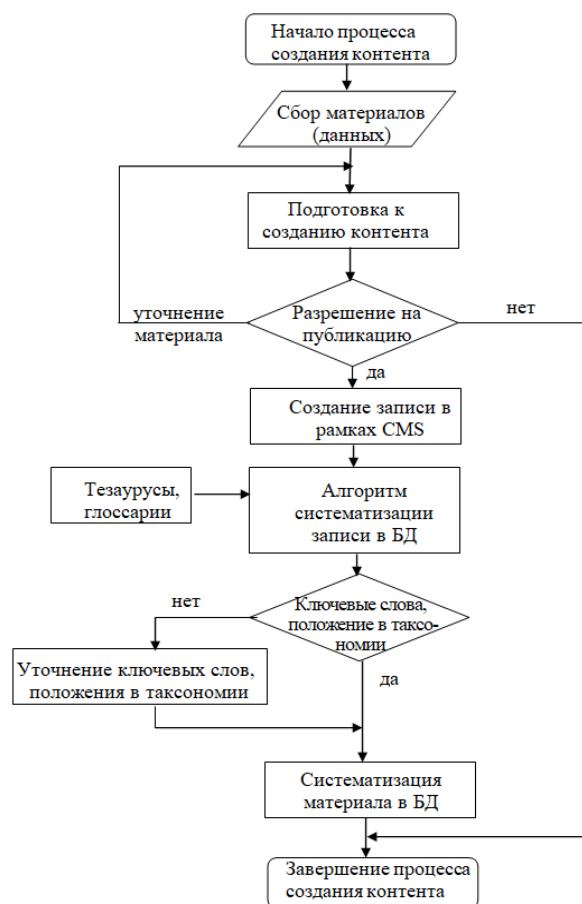 Начало процесса
создания контента
Сбор материалов
(данных)
Подготовка к
созданию контента
уточнение
материала
Разрешение на
публикацию
нет
да
Создание записи в
рамках CMS
Тезаурусы,
глоссарии
Алгоритм
систематизации
записи в БД
нет
Ключевые слова,
положение в таксо-
номии
Уточнение ключевых слов,
положения в таксономии
да
Систематизация
материала в БД
Завершение процесса
создания контента